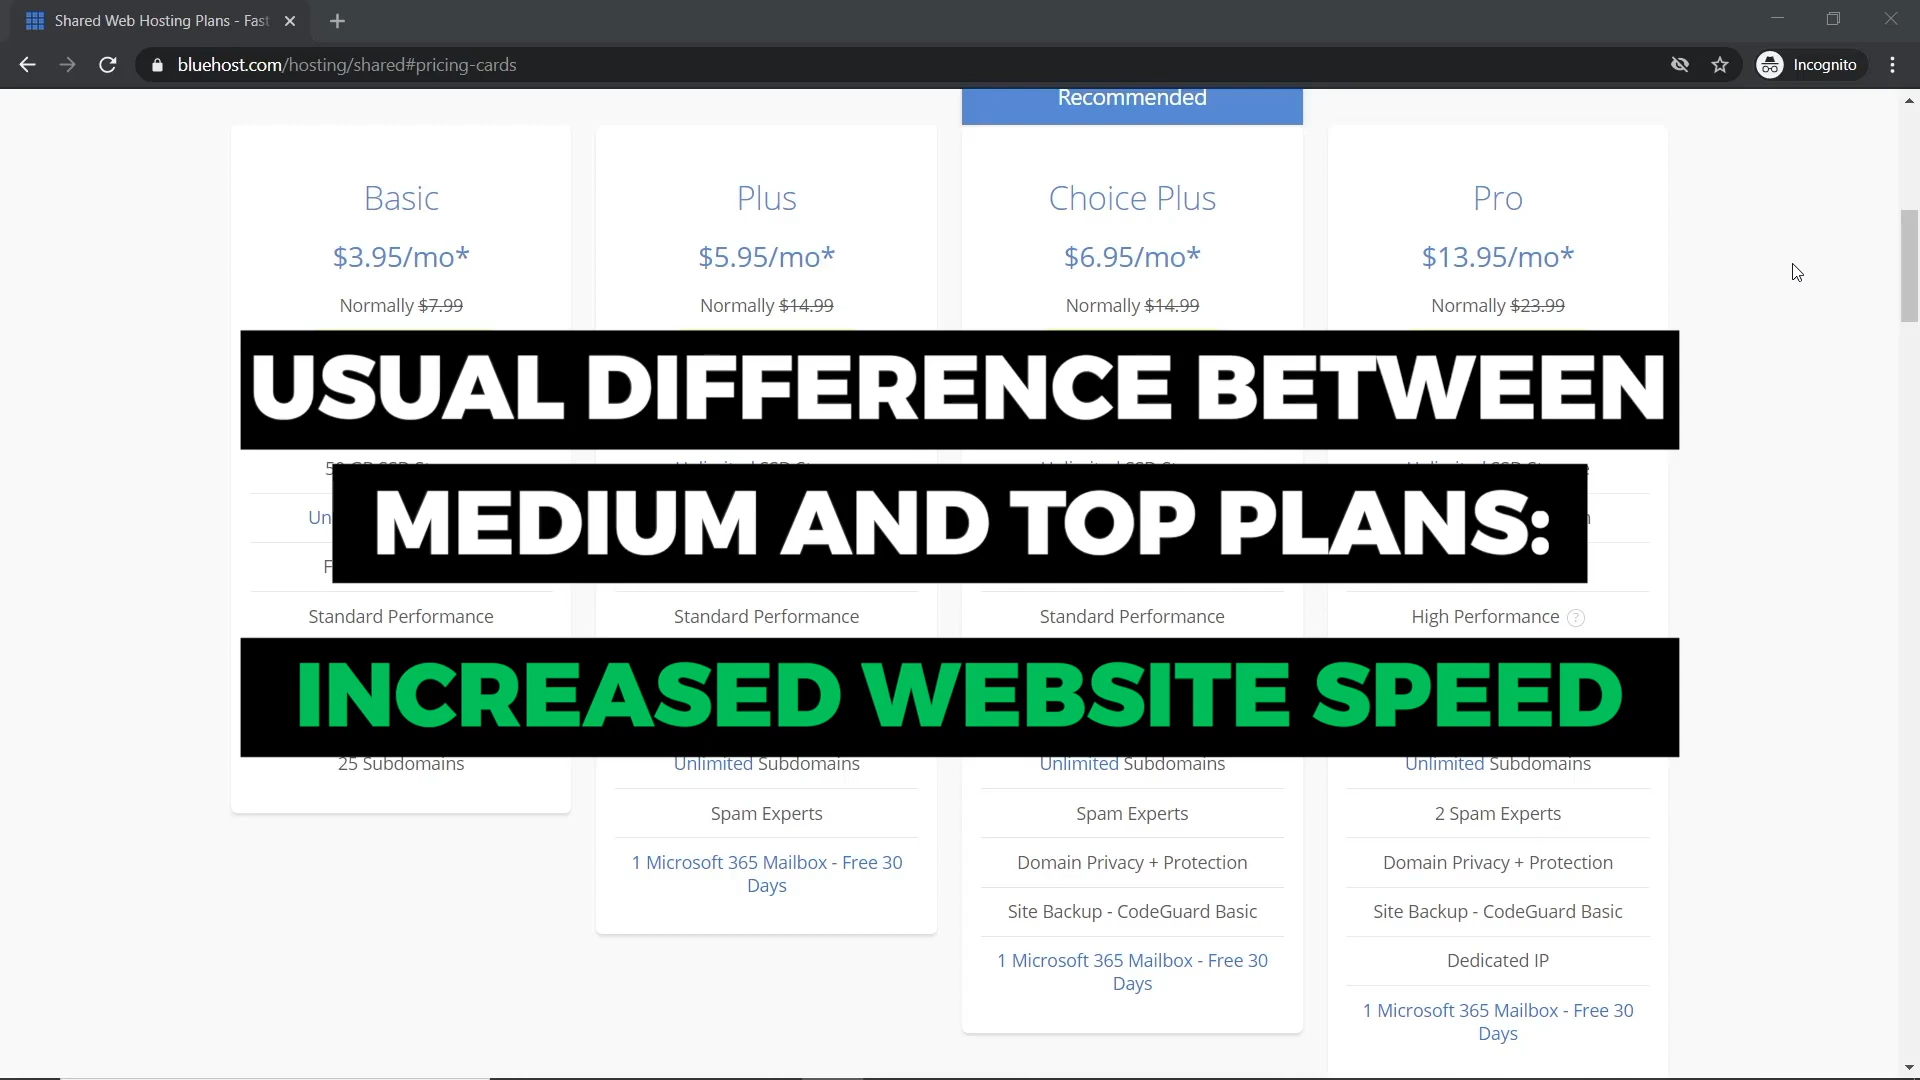 Shared Web Hosting Plans - Fast
bluehost.com/hosting/shared#pricing-cards
Incognito
Recommended
Basic
$3.95/mo*
Normally $7.99
Standard Performance
25 Subdomains
Plus
$5.95/mo*
Normally $14.99
Standard Performance
Unlimited Subdomains
Spam Experts
1 Microsoft 365 Mailbox - Free 30
Days
Choice Plus
$6.95/mo*
Normally $14.99
Standard Performance
Unlimited Subdomains
Spam Experts
Domain Privacy + Protection
Site Backup - CodeGuard Basic
1 Microsoft 365 Mailbox - Free 30
Days
Pro
$13.95/mo*
Normally $23.99
High Performance ?
Unlimited Subdomains
2 Spam Experts
Domain Privacy + Protection
Site Backup - CodeGuard Basic
Dedicated IP
1 Microsoft 365 Mailbox - Free 30
Days
USUAL DIFFERENCE BETWEEN
MEDIUM AND TOP PLANS:
INCREASED WEBSITE SPEED